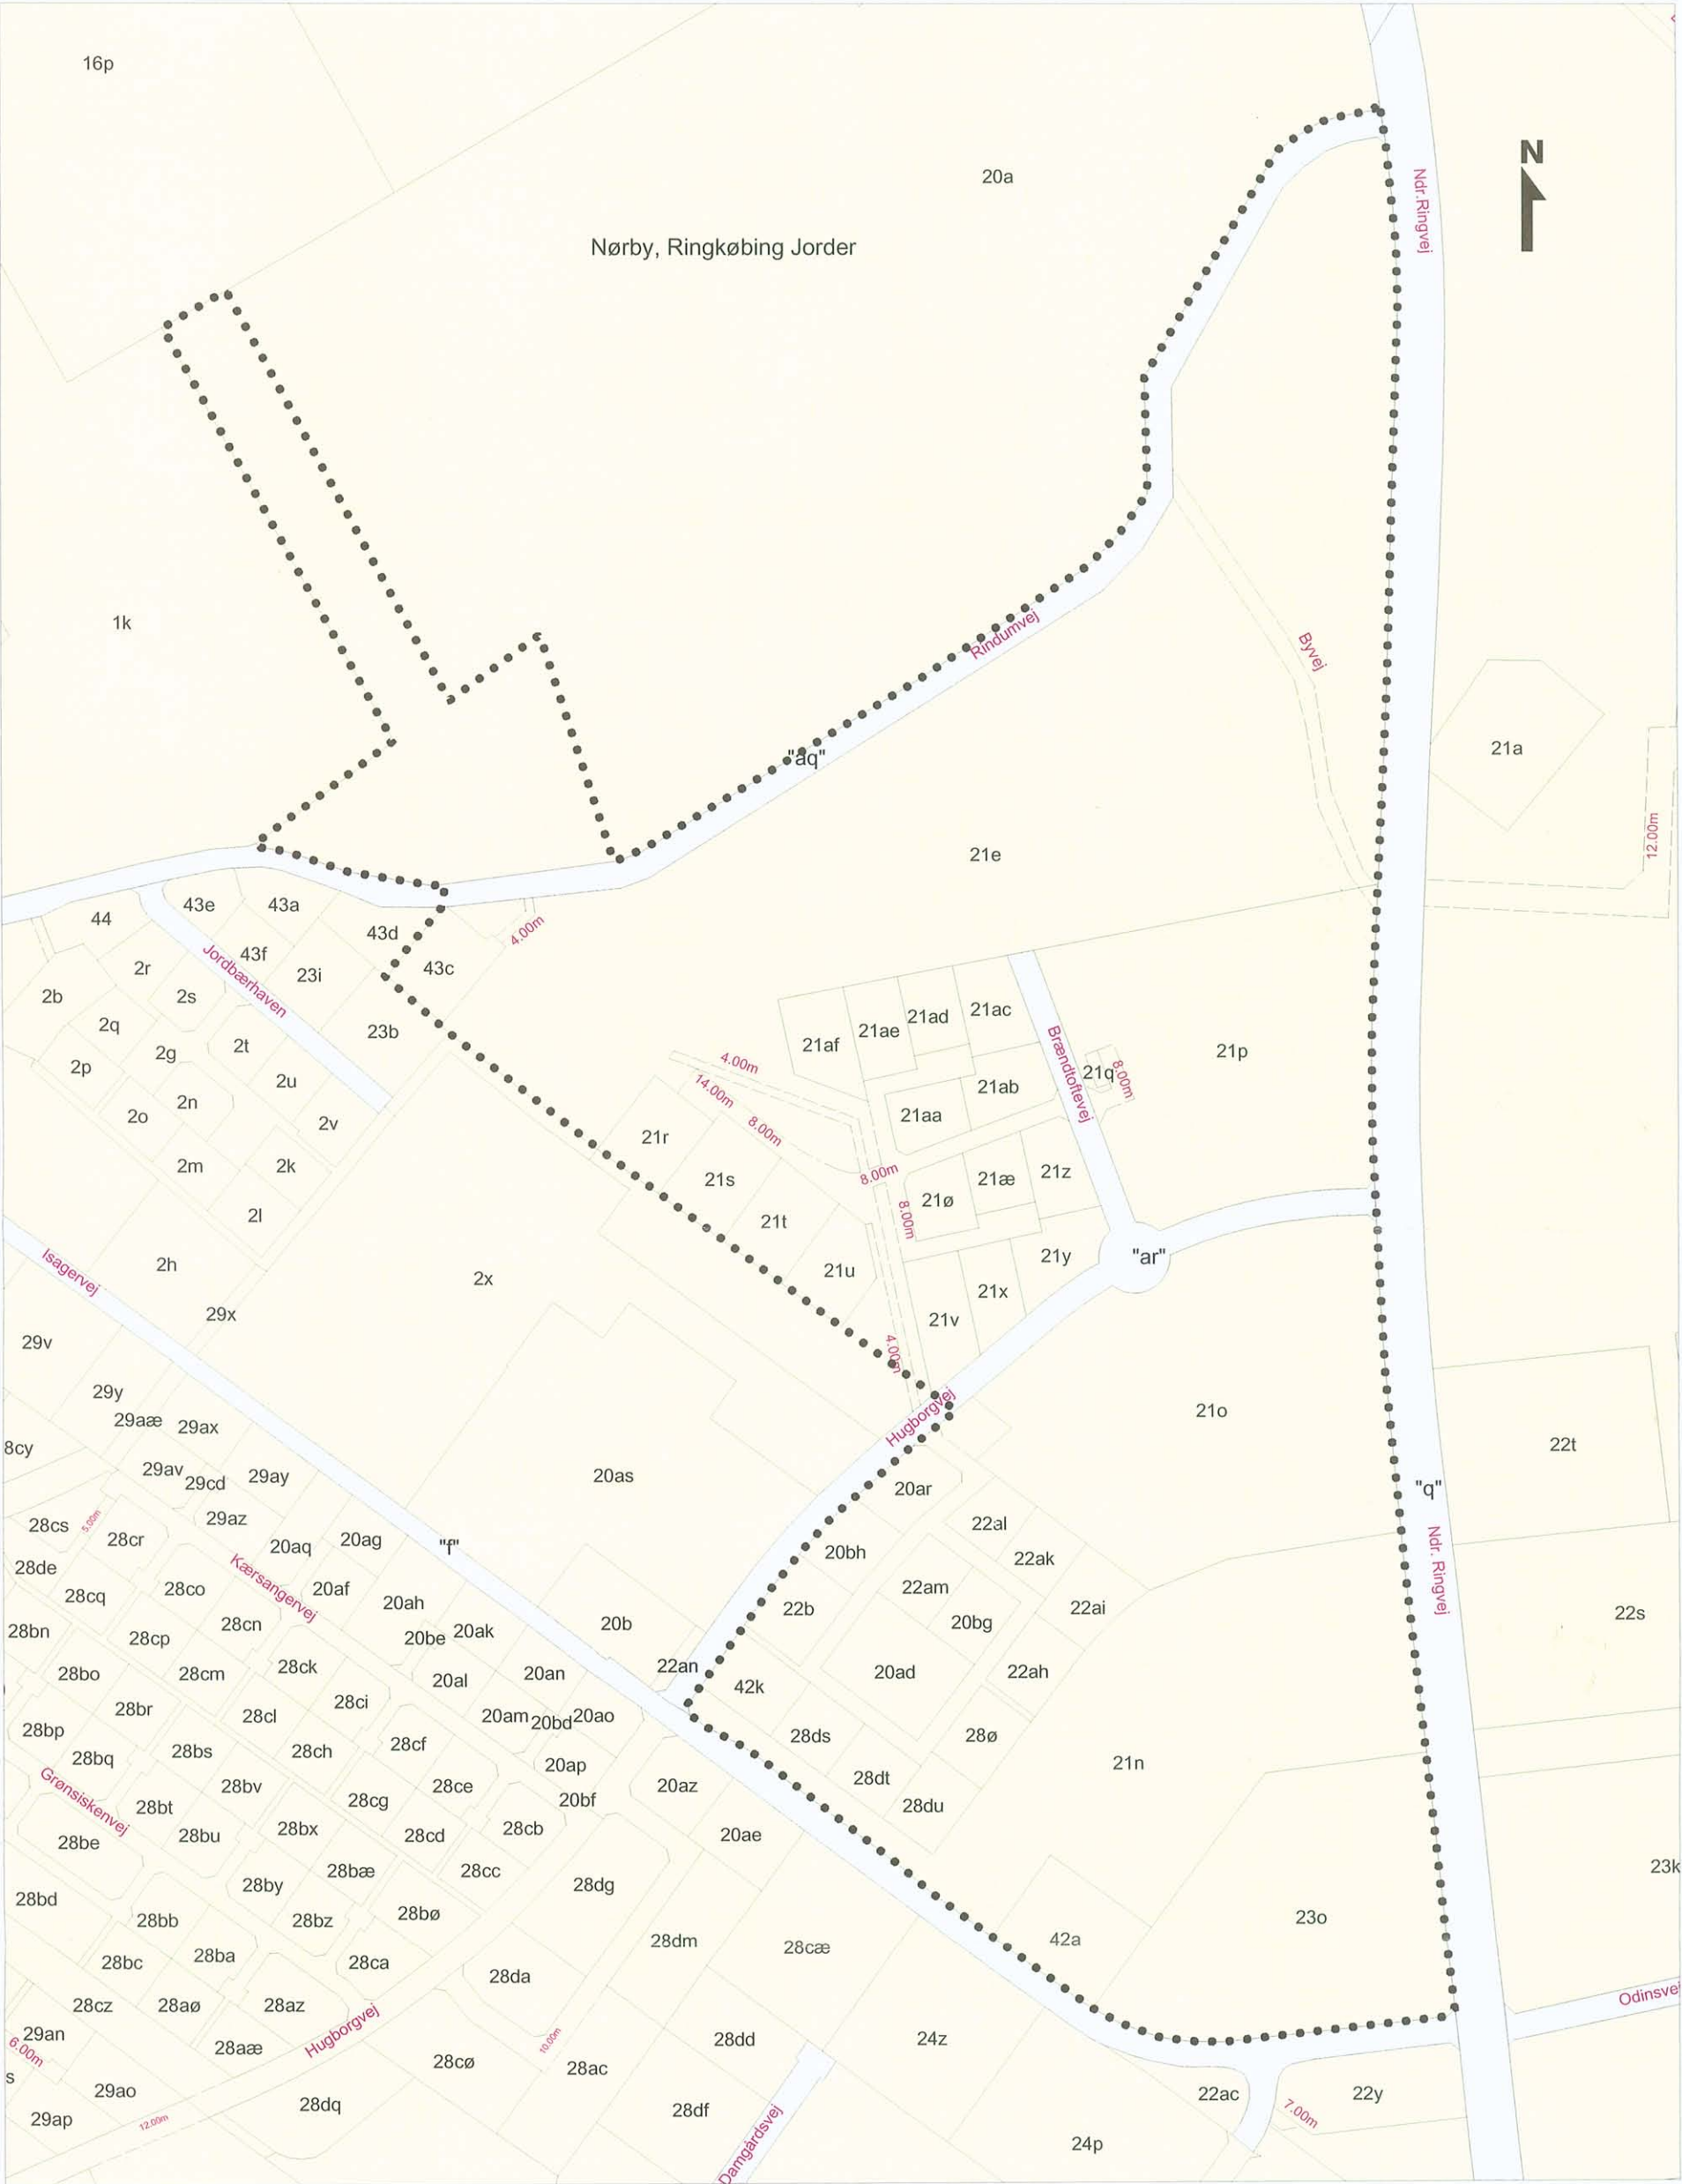 16p
20a
N
Ndr.Ringvej
Nørby, Ringkøbing Jorder
1k
Rindumvej
Byvej
"aq"
21a
12.00m
21e
44
43e
43a
43d
4.00m
43f
Jordbærhaven
23i
43c
2r
2b
2s
2q
23b
21af
21ae
21ad
21ac
Brændtoftevej
21p
2g
2t
2p
2u
4.00m
14.00m
8.00m
21ab
21q
8.00m
2n
2o
2v
21r
21aa
2m
2k
21s
8.00m
21ø
21æ
21z
2l
21t
8.00m
Isagervej
2h
2x
21u
21y
"ar"
29x
21x
21v
29v
4.00m
29y
Hugborgvej
21o
29aæ
29ax
8cy
22t
29av
29cd
29ay
20as
20ar
"q"
28cs
5.00m
29az
22al
28cr
20aq
20ag
"f"
20bh
22ak
Ndr. Ringvej
28de
Kærsangervej
28cq
28co
20af
20ah
22am
22b
20bg
22ai
22s
28bn
28cp
28cn
20be
20ak
20b
28bo
28cm
28ck
20al
20an
22an
42k
20ad
22ah
28br
28cl
28ci
20am
20bd
20ao
28bp
28bq
28bs
28ch
28cf
28ds
28ø
21n
Grønsiskenvej
28bv
28cg
28ce
20ap
20bf
20az
28dt
28du
28bt
28bu
28bx
28cd
28cb
20ae
28be
28bæ
28cc
23k
28by
28dg
28bd
28bb
28bz
28bø
23o
42a
28bc
28ba
28ca
28dm
28cæ
28da
28cz
28aø
28az
Odinsve
29an
6.00m
28aæ
Hugborgvej
28cø
10.00m
28ac
28dd
24z
s
29ao
29ap
12.00m
28dq
28df
Damgårdsvej
22ac
7.00m
22y
24p